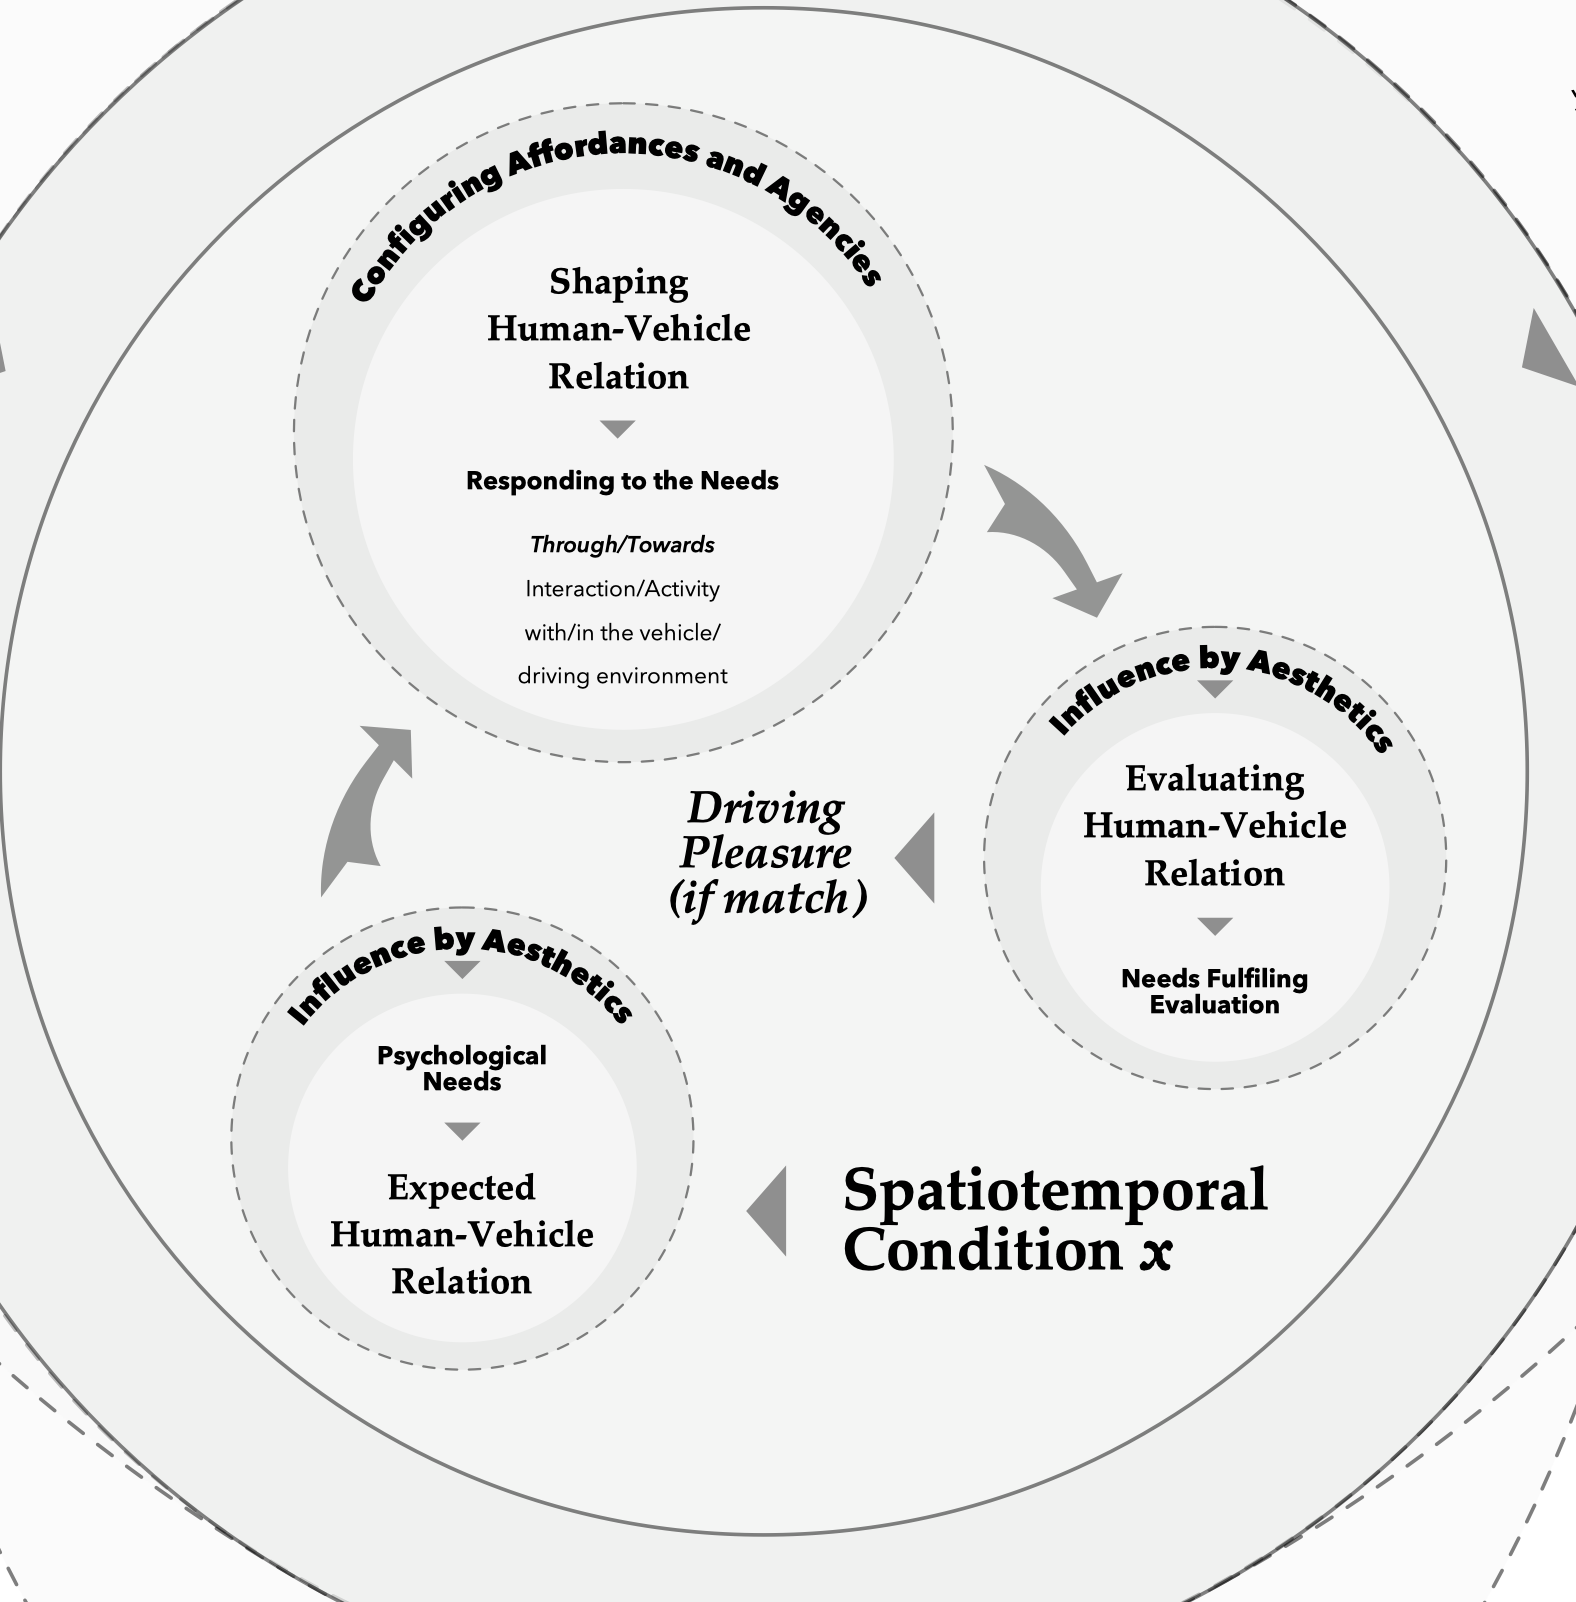 Configuring Affordances and Agencies
Shaping
Human-Vehicle
Relation
Responding to the Needs
Through/Towards
Interaction/Activity
with/in the vehicle/
driving environment
Influence by Aesthetics
Evaluating
Human-Vehicle
Relation
Needs Fulfiling
Evaluation
Driving
Pleasure
(if match)
Influence by Aesthetics
Psychological
Needs
Expected
Human-Vehicle
Relation
Spatiotemporal
Condition x